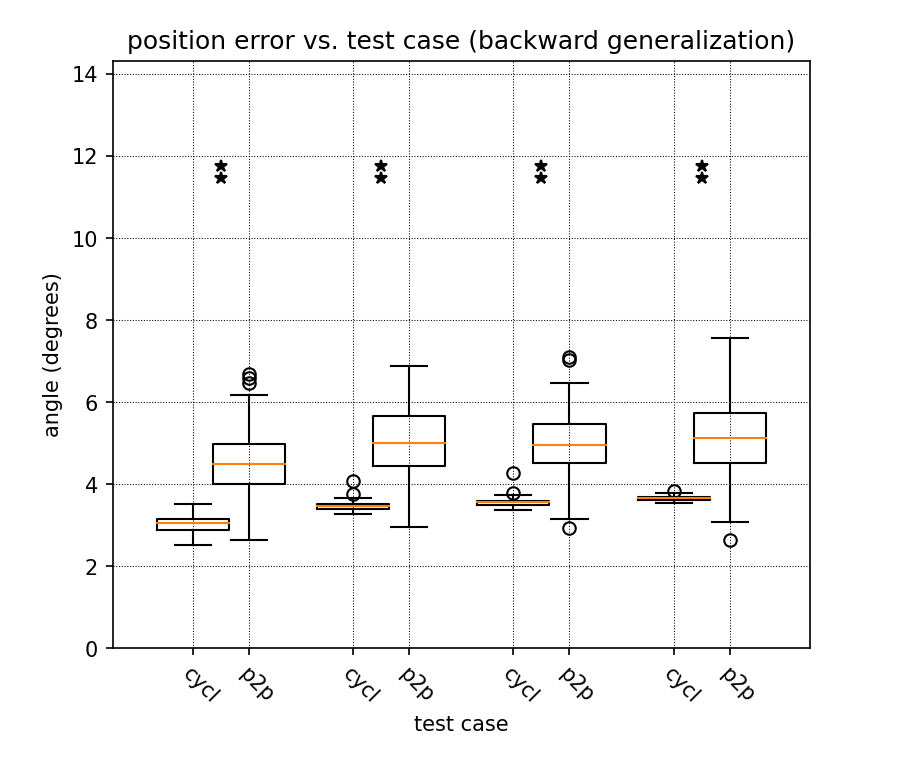 position error vs. test case (backward generalization)
14
12
10
8
6
4
2
0
angle (degrees)
cycl p2p cycl p2p cycl p2p cycl p2p
test case